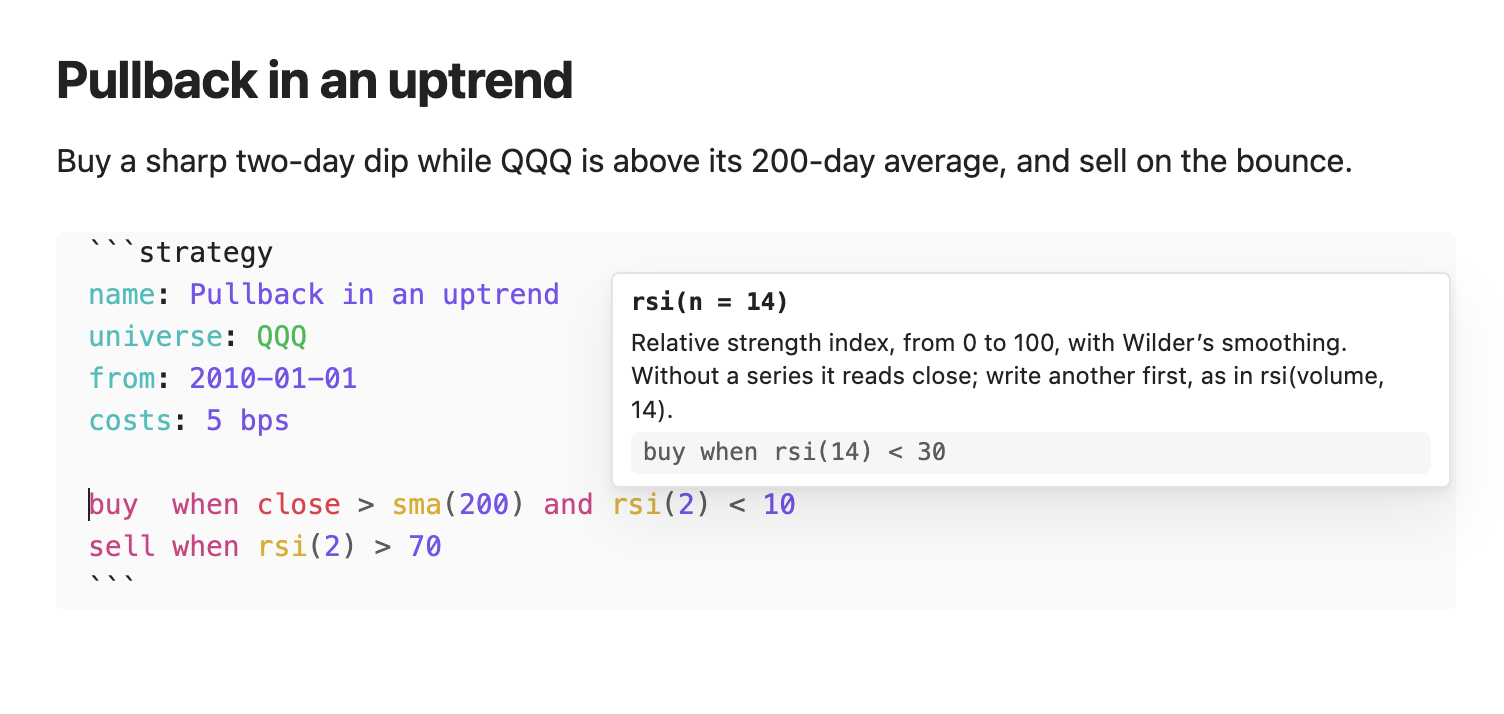 Pullback in an uptrend
Buy a sharp two-day dip while QQQ is above its 200-day average, and sell on the bounce.
```strategy
name: Pullback in an uptrend
universe: QQQ
from: 2010-01-01
costs: 5 bps
rsi(n = 14)
Relative strength index, from 0 to 100, with Wilder’s smoothing.
Without a series it reads close; write another first, as in rsi(volume,
14).
buy when rsi(14) < 30
buy  when close > sma(200) and rsi(2) < 10
sell when rsi(2) > 70
```